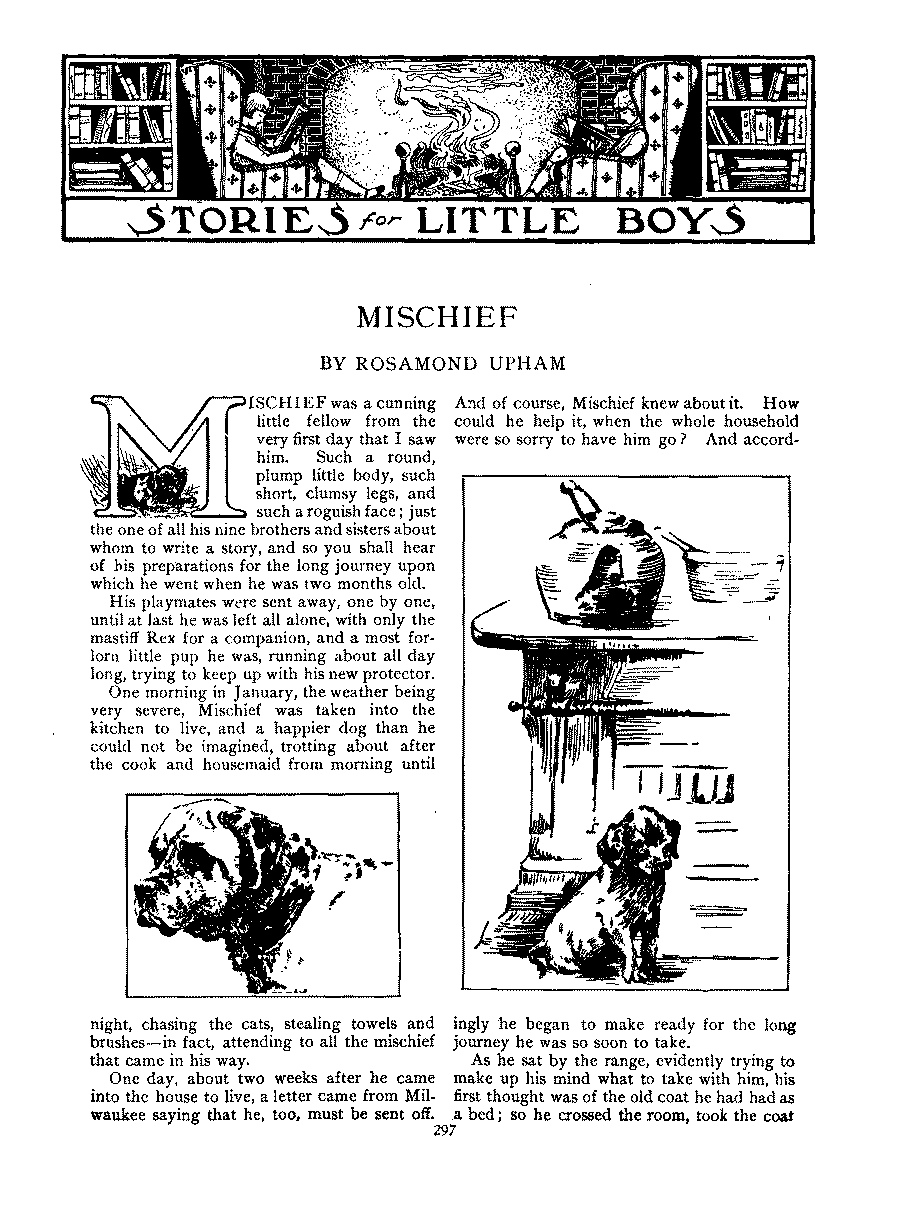 STORIES for LITTLE BOYS
MISCHIEF
BY ROSAMOND UPHAM
MISCHIEF was a cunning
little fellow from the
very first day that I saw
him. Such a round,
plump little body, such
short, clumsy legs, and
such a roguish face; just
the one of all his nine brothers and sisters about
whom to write a story, and so you shall hear
of his preparations for the long journey upon
which he went when he was two months old.
His playmates were sent away, one by one,
until at last he was left all alone, with only the
mastiff Rex for a companion, and a most for-
lorn little pup he was, running about all day
long, trying to keep up with his new protector.
One morning in January, the weather being
very severe, Mischief was taken into the
kitchen to live, and a happier dog than he
could not be imagined, trotting about after
the cook and housemaid from morning until
night, chasing the cats, stealing towels and
brushes—in fact, attending to all the mischief
that came in his way.
One day, about two weeks after he came
into the house to live, a letter came from Mil-
waukee saying that he, too, must be sent off.
And of course, Mischief knew about it. How
could he help it, when the whole household
were so sorry to have him go? And accord-
ingly he began to make ready for the long
journey he was so soon to take.
As he sat by the range, evidently trying to
make up his mind what to take with him, his
first thought was of the old coat he had had as
a bed; so he crossed the room, took the coat
297